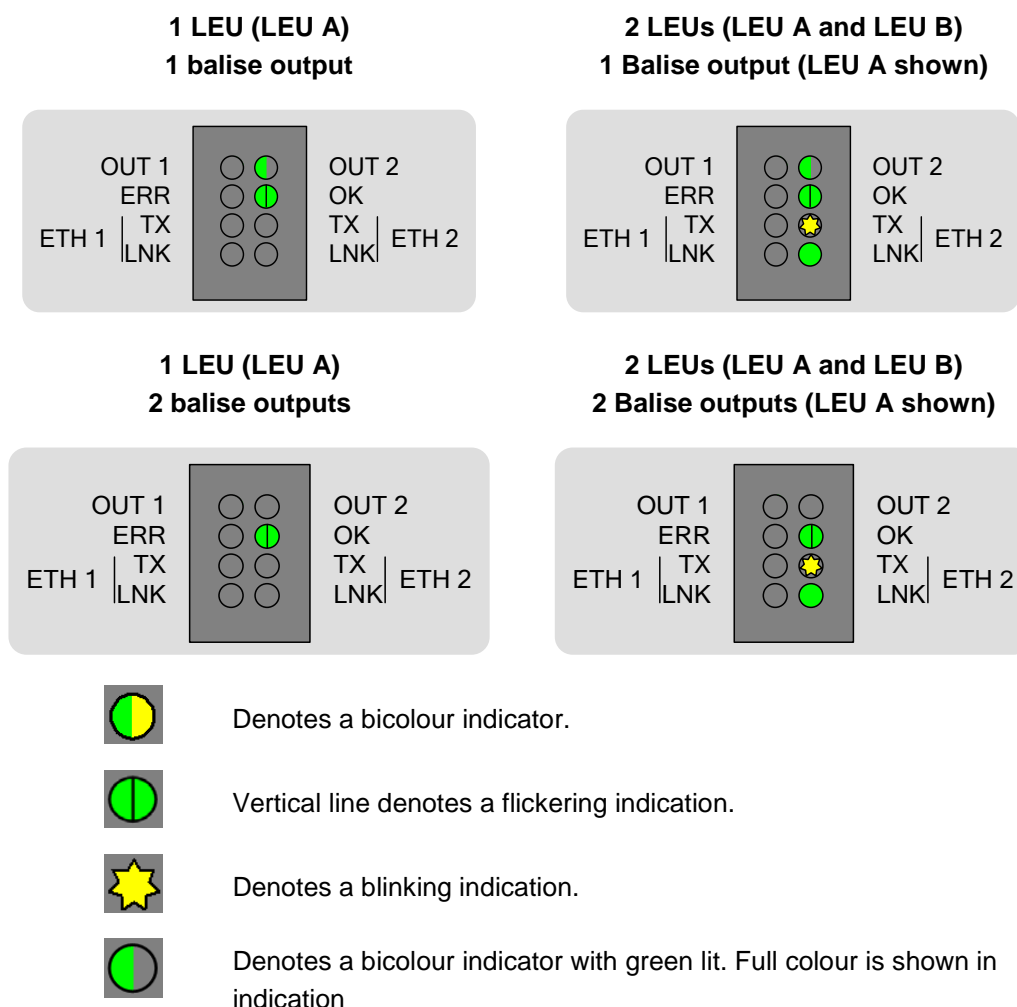 1 LEU (LEU A)
1 balise output
OUT 1
OUT 2
ERR
OK
ETH 1
TX
TX
ETH 2
LNK
LNK
2 LEUs (LEU A and LEU B)
1 Balise output (LEU A shown)
OUT 1
OUT 2
ERR
OK
ETH 1
TX
TX
ETH 2
LNK
LNK
1 LEU (LEU A)
2 balise outputs
OUT 1
OUT 2
ERR
OK
ETH 1
TX
TX
ETH 2
LNK
LNK
2 LEUs (LEU A and LEU B)
2 Balise outputs (LEU A shown)
OUT 1
OUT 2
ERR
OK
ETH 1
TX
TX
ETH 2
LNK
LNK
Denotes a bicolour indicator.
Vertical line denotes a flickering indication.
Denotes a blinking indication.
Denotes a bicolour indicator with green lit. Full colour is shown in
indication